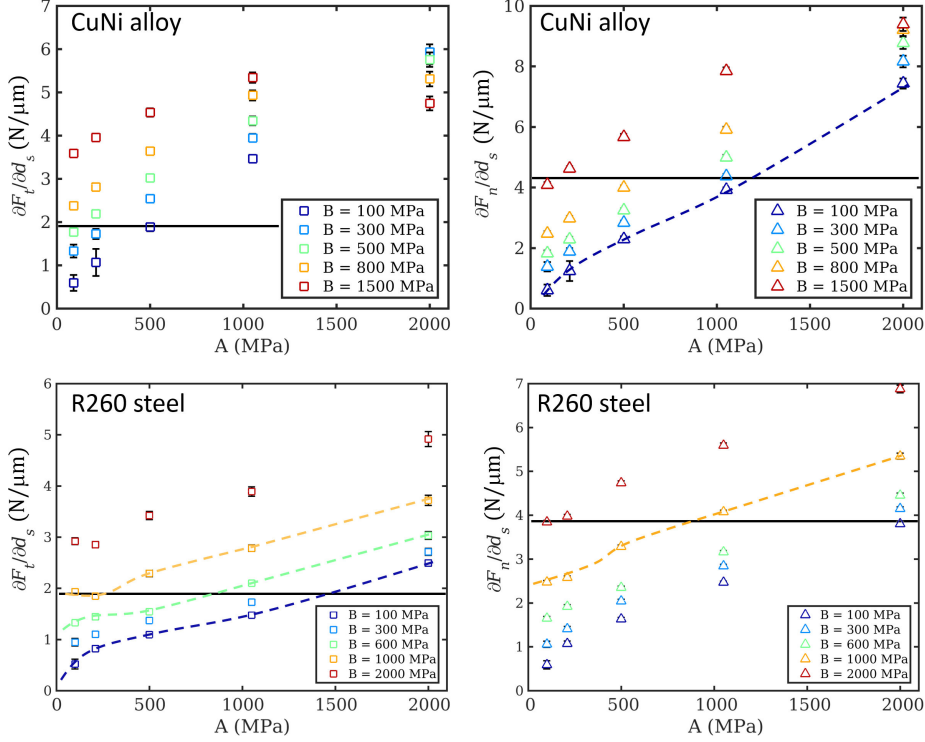 CuNi alloy
∂F_t/∂d_s (N/μm)
7
6
5
4
3
2
1
0
B = 100 MPa
B = 300 MPa
B = 500 MPa
B = 800 MPa
B = 1500 MPa
0 500 1000 1500 2000
A (MPa)
CuNi alloy
∂F_n/∂d_s (N/μm)
10
8
6
4
2
0
B = 100 MPa
B = 300 MPa
B = 500 MPa
B = 800 MPa
B = 1500 MPa
0 500 1000 1500 2000
A (MPa)
R260 steel
∂F_t/∂d_s (N/μm)
6
5
4
3
2
1
0
B = 100 MPa
B = 300 MPa
B = 600 MPa
B = 1000 MPa
B = 2000 MPa
0 500 1000 1500 2000
A (MPa)
R260 steel
∂F_n/∂d_s (N/μm)
7
6
5
4
3
2
1
0
B = 100 MPa
B = 300 MPa
B = 600 MPa
B = 1000 MPa
B = 2000 MPa
0 500 1000 1500 2000
A (MPa)